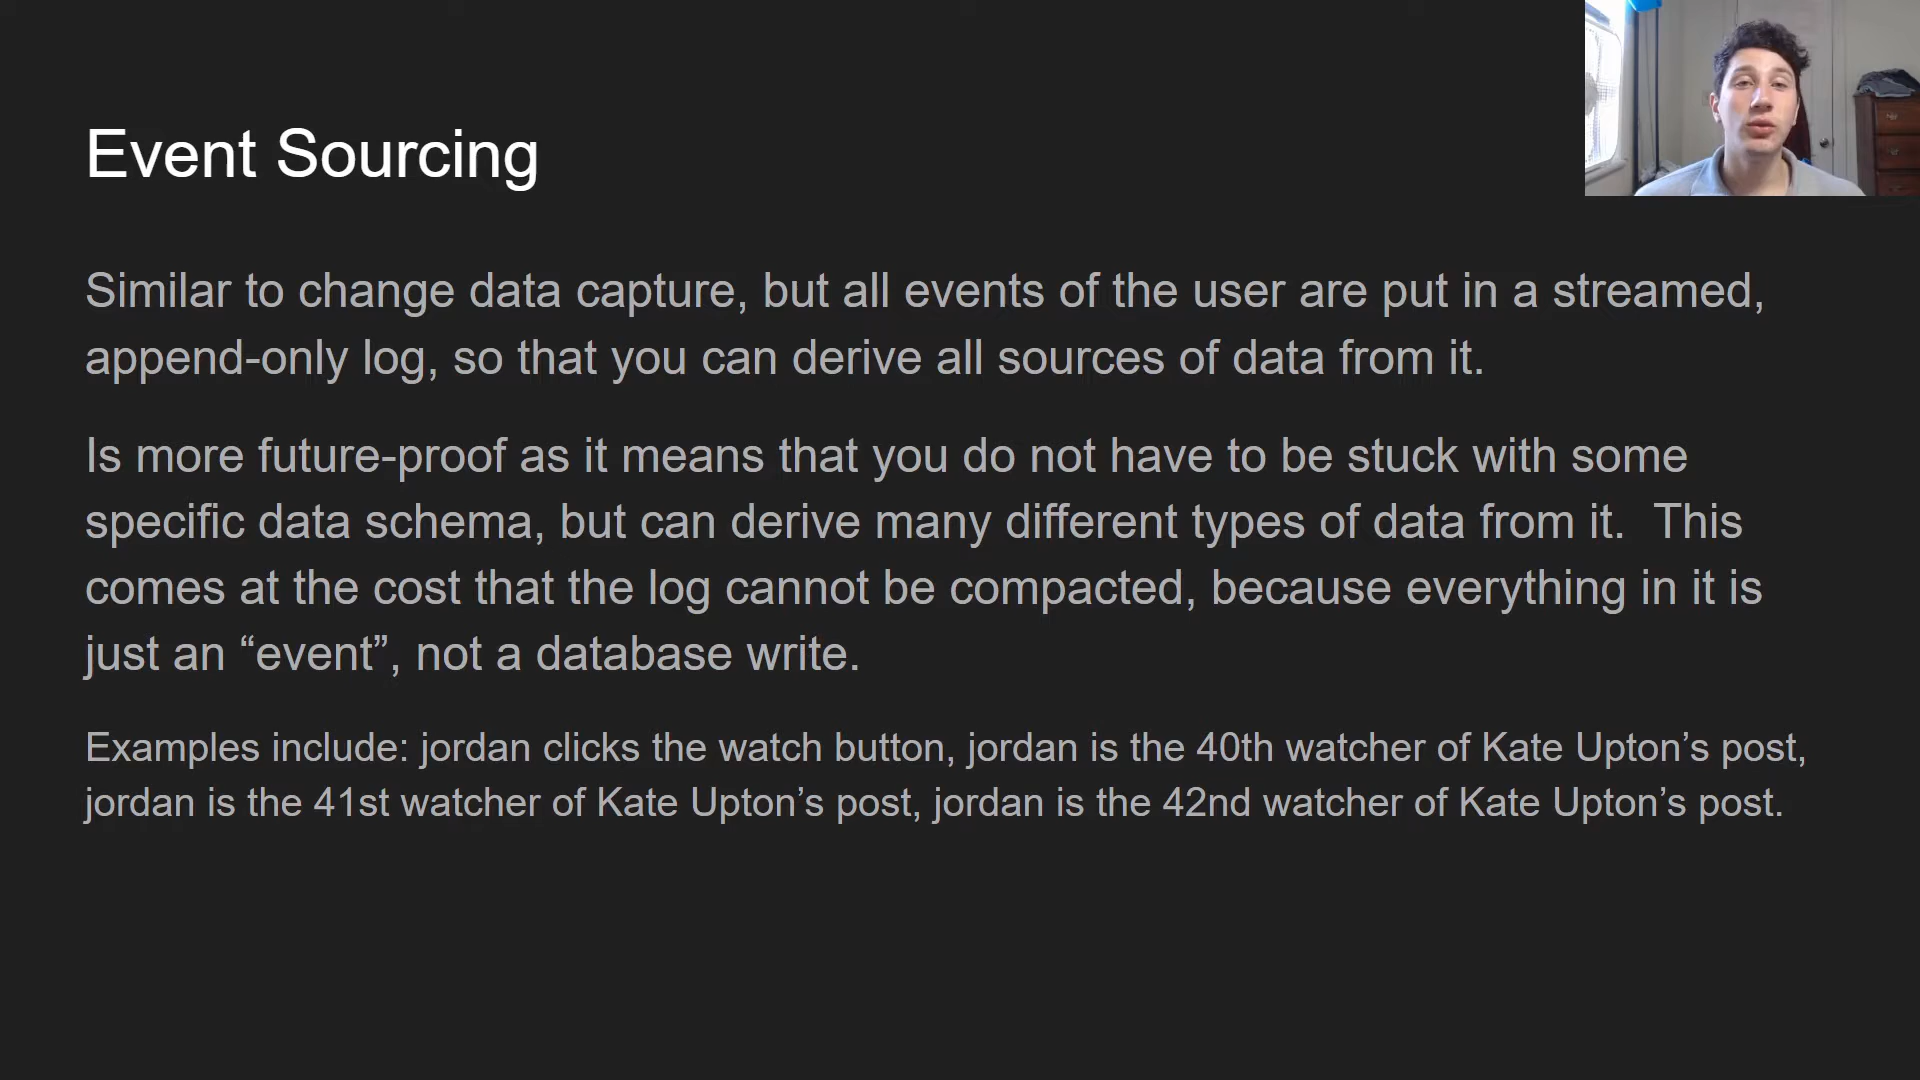 Event Sourcing
Similar to change data capture, but all events of the user are put in a streamed,
append-only log, so that you can derive all sources of data from it.
Is more future-proof as it means that you do not have to be stuck with some
specific data schema, but can derive many different types of data from it.  This
comes at the cost that the log cannot be compacted, because everything in it is
just an “event”, not a database write.
Examples include: jordan clicks the watch button, jordan is the 40th watcher of Kate Upton’s post,
jordan is the 41st watcher of Kate Upton’s post, jordan is the 42nd watcher of Kate Upton’s post.